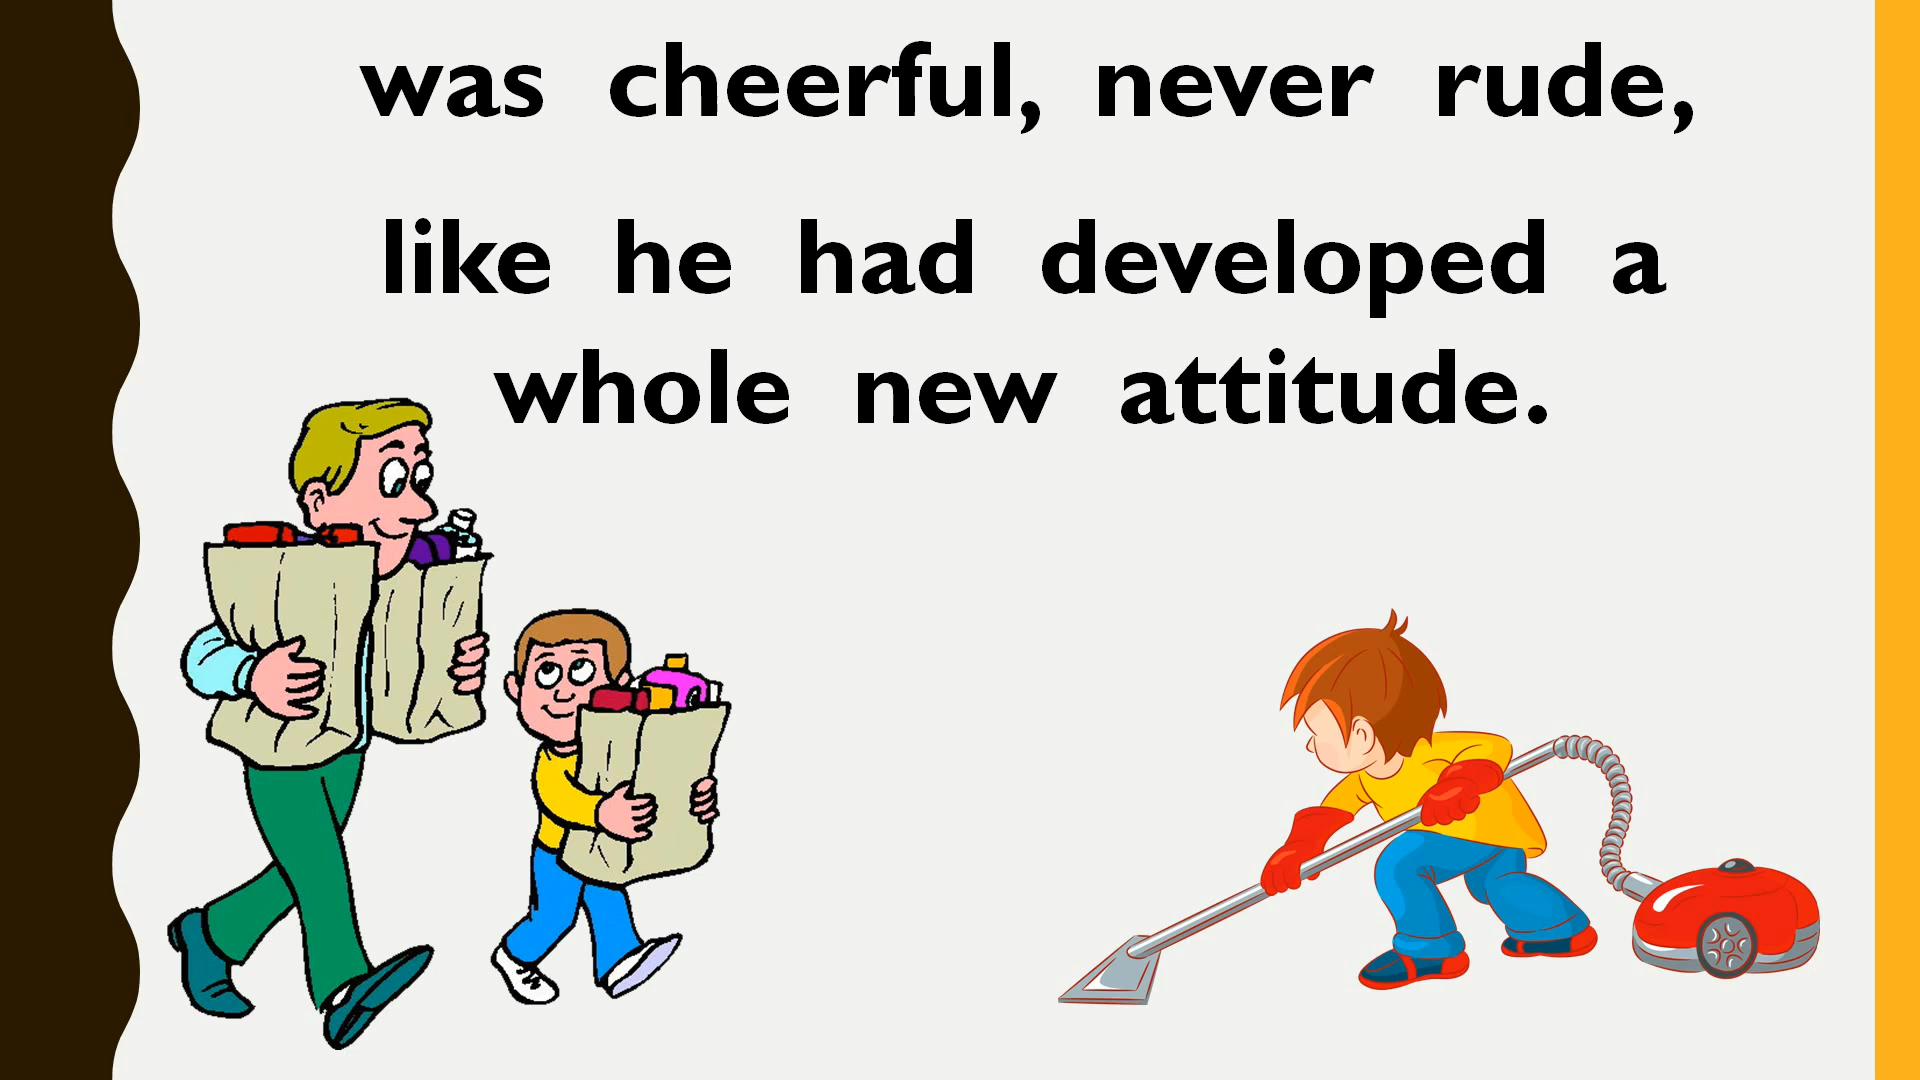 was cheerful, never rude,
like he had developed a
whole new attitude.